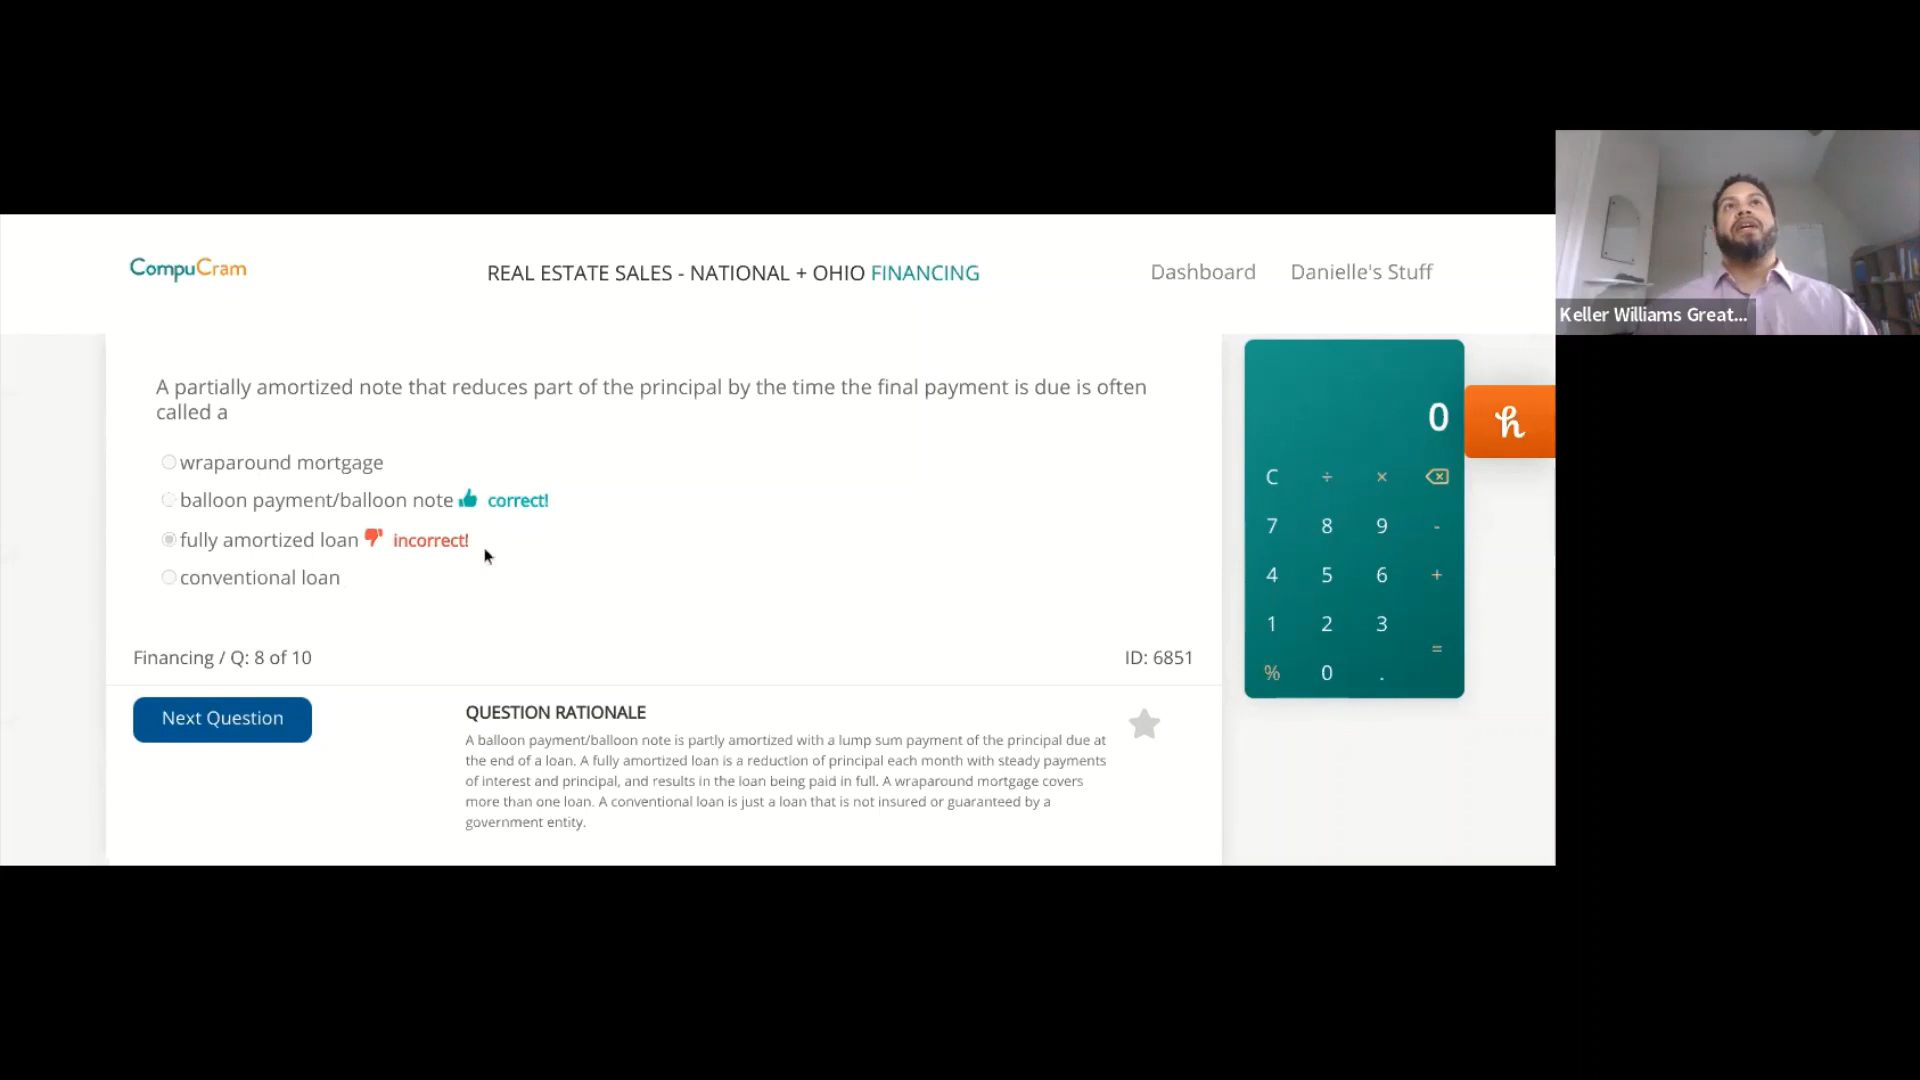 CompuCram
REAL ESTATE SALES - NATIONAL + OHIO FINANCING
Dashboard
Danielle's Stuff
Keller Williams Great...
A partially amortized note that reduces part of the principal by the time the final payment is due is often
called a
wraparound mortgage
balloon payment/balloon note correct!
fully amortized loan incorrect!
conventional loan
Financing / Q: 8 of 10
ID: 6851
Next Question
QUESTION RATIONALE
A balloon payment/balloon note is partly amortized with a lump sum payment of the principal due at
the end of a loan. A fully amortized loan is a reduction of principal each month with steady payments
of interest and principal, and results in the loan being paid in full. A wraparound mortgage covers
more than one loan. A conventional loan is just a loan that is not insured or guaranteed by a
government entity.
0
h
C ÷ ×
7 8 9 -
4 5 6 +
1 2 3
=
% 0 .